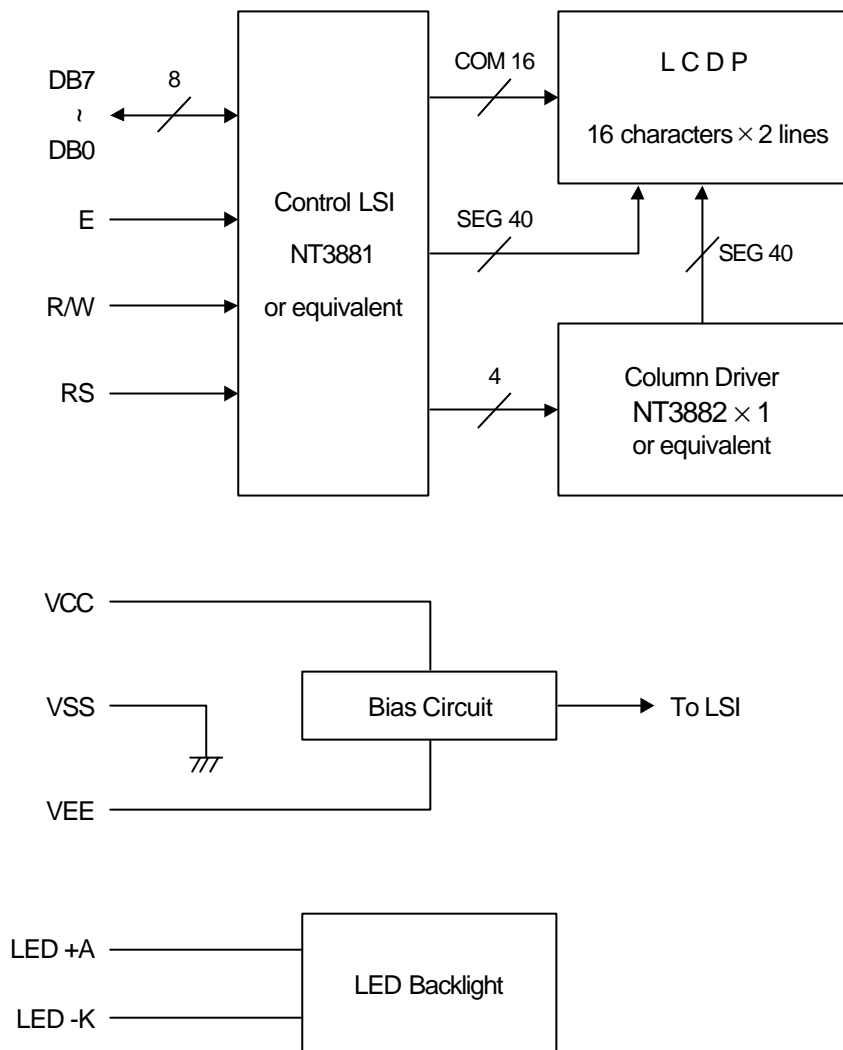 DB7
~
DB0
8
E
R/W
RS
Control LSI
NT3881
or equivalent
COM 16
SEG 40
4
L C D P
16 characters × 2 lines
SEG 40
Column Driver
NT3882 × 1
or equivalent
VCC
VSS
VEE
Bias Circuit
To LSI
LED +A
LED -K
LED Backlight